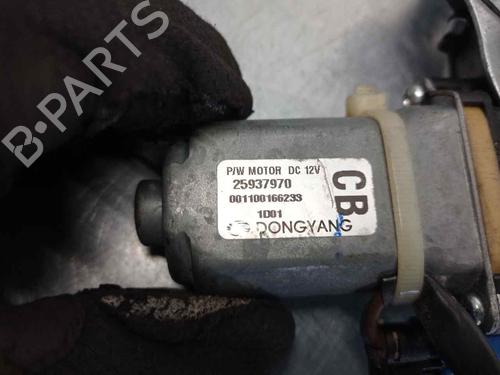 B-PARTS
P/W MOTOR DC 12V
25937970
001100166233
1D01
DONGYANG
CB